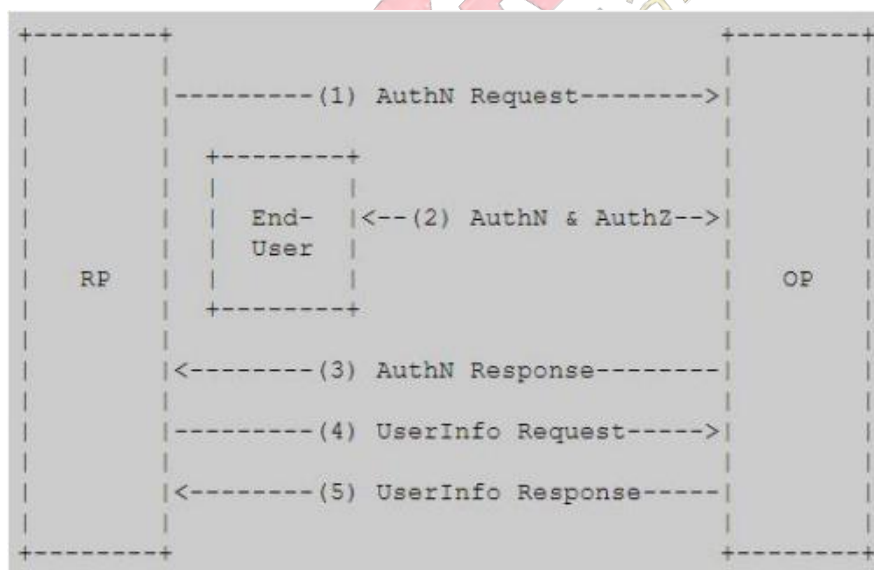 +--------+ +--------+
| | | |
| |---------(1) AuthN Request-------->| |
| | | |
| | +--------+ | |
| | | | | |
| | | End- |<--(2) AuthN & AuthZ-->| |
| | | User | | |
| RP | | | | OP |
| | +--------+ | |
| | | |
| |<--------(3) AuthN Response--------| |
| | | |
| |---------(4) UserInfo Request----->| |
| | | |
| |<--------(5) UserInfo Response-----| |
| | | |
+--------+ +--------+